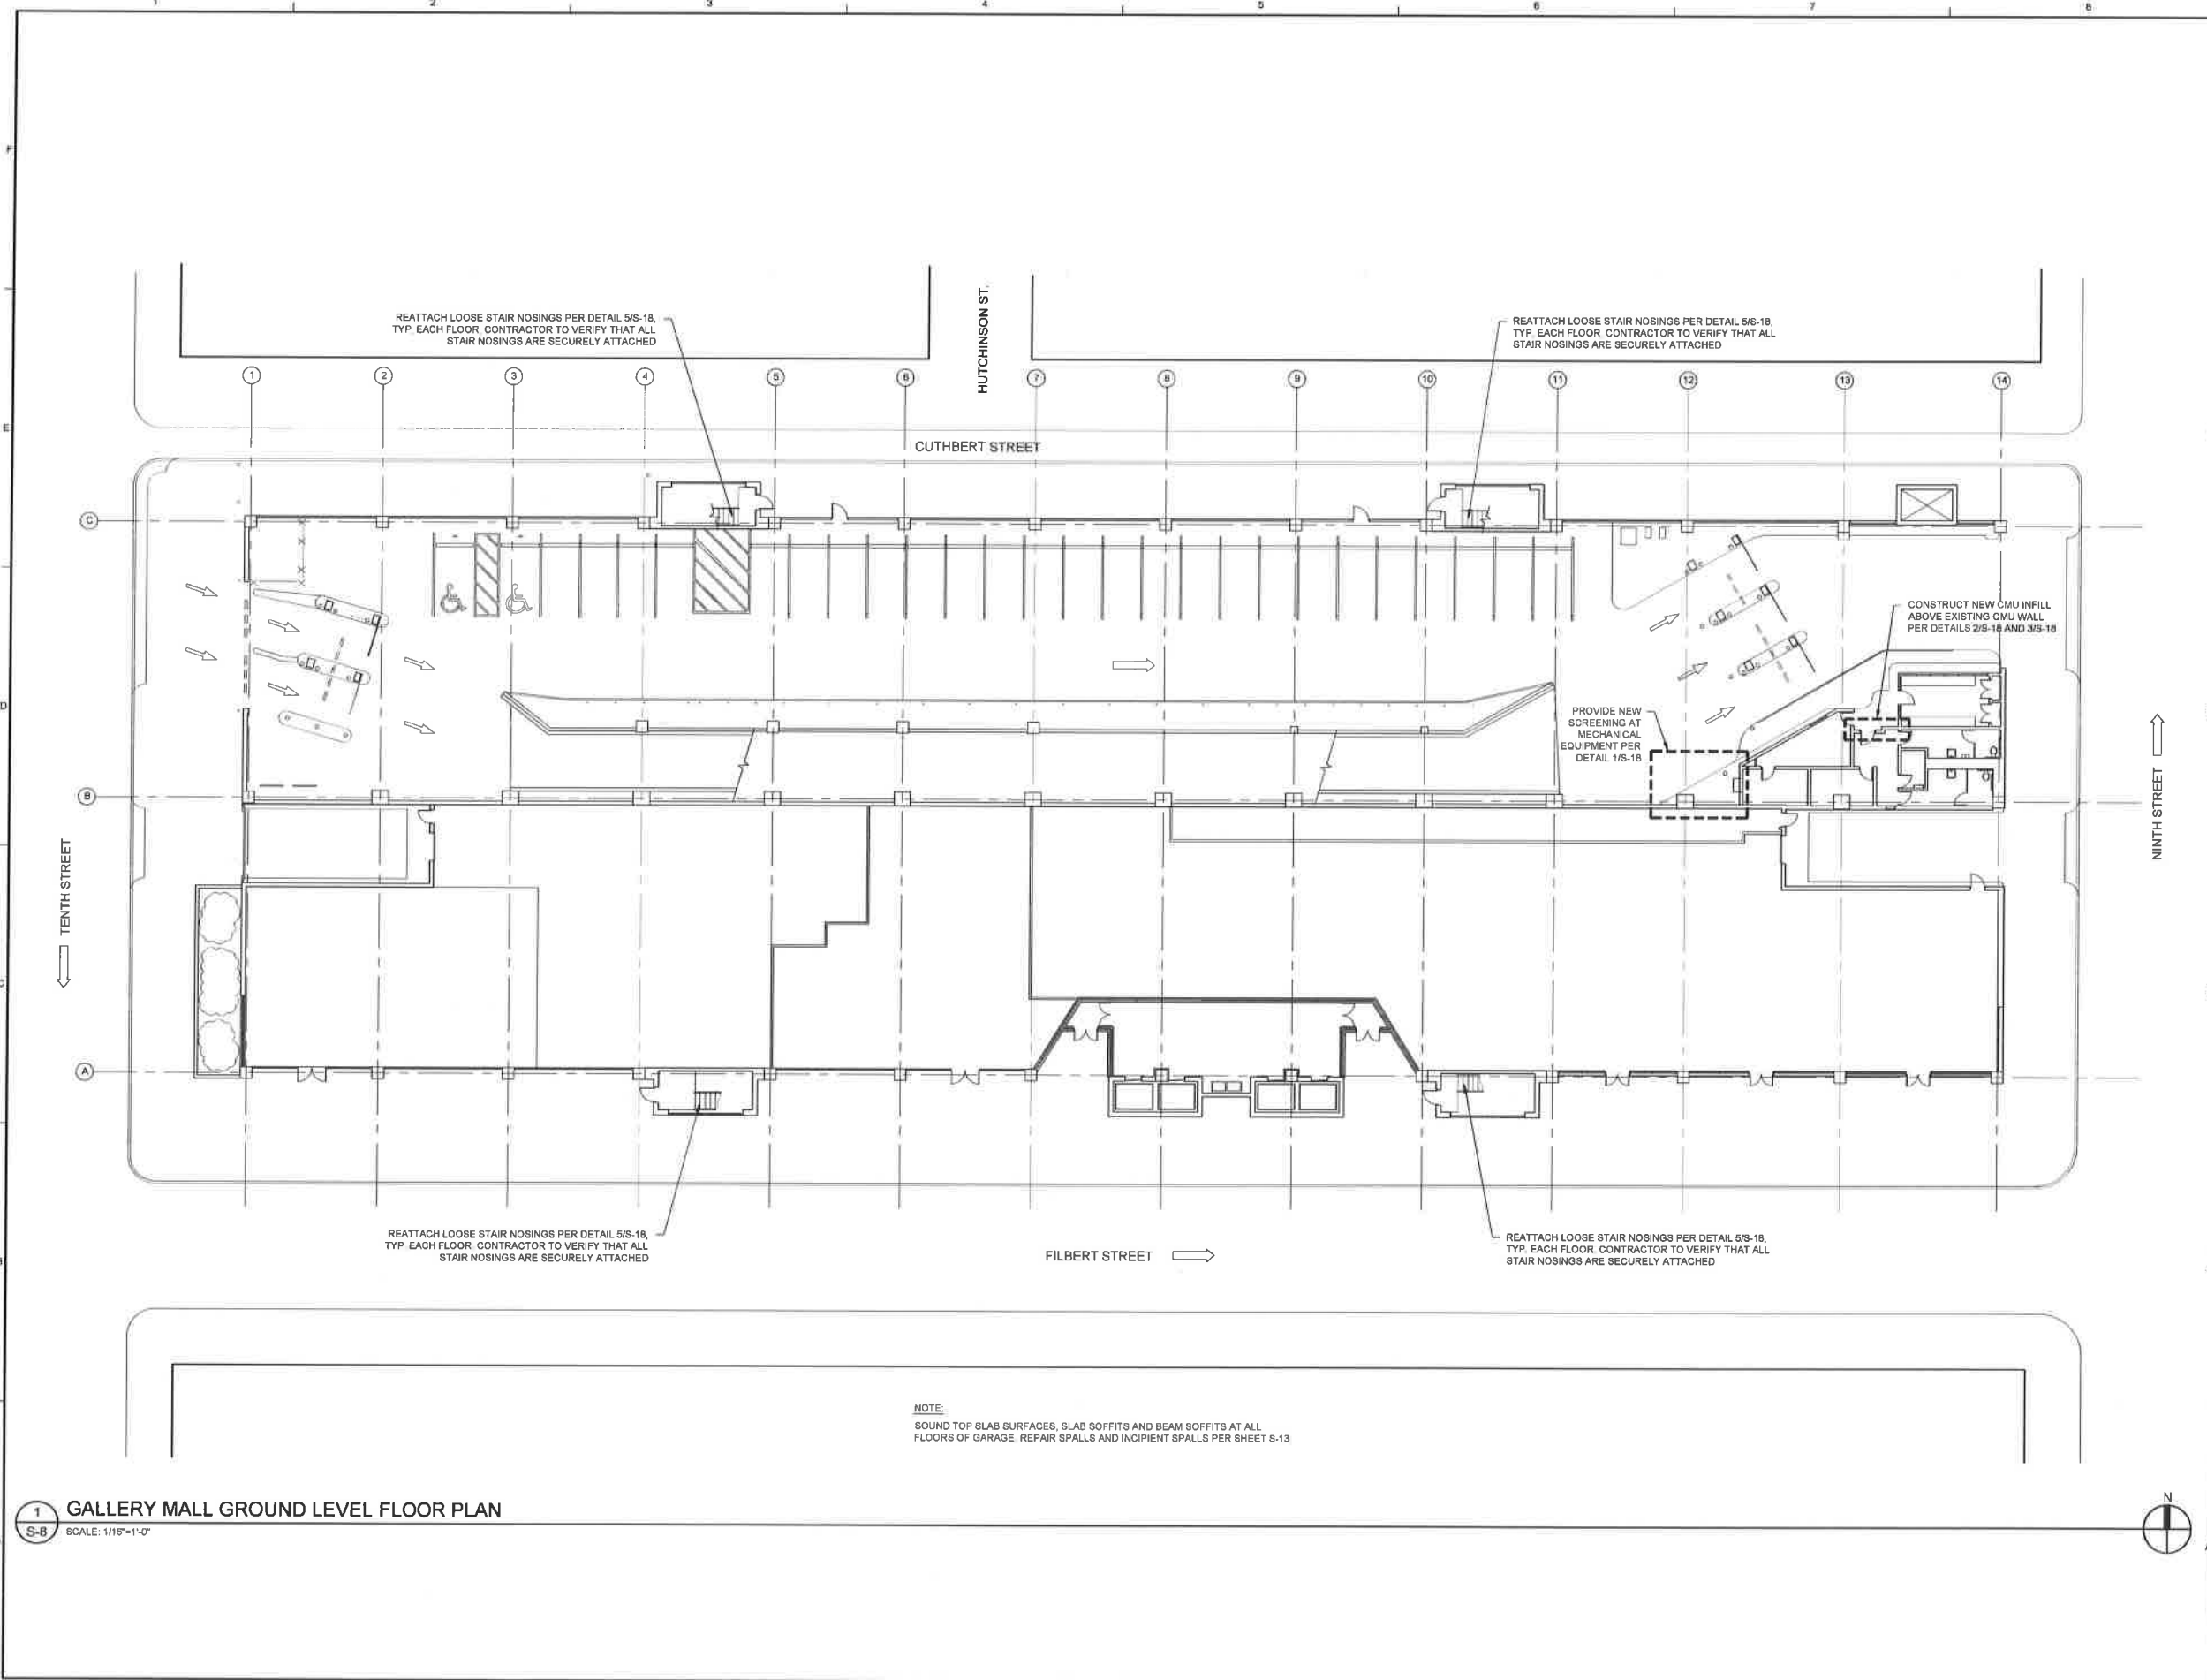 1 2 3 4 5 6 7 8
F
E
D
C
B
REATTACH LOOSE STAIR NOSINGS PER DETAIL 5/S-18,
TYP. EACH FLOOR. CONTRACTOR TO VERIFY THAT ALL
STAIR NOSINGS ARE SECURELY ATTACHED
HUTCHINSON ST.
REATTACH LOOSE STAIR NOSINGS PER DETAIL 5/S-18,
TYP. EACH FLOOR. CONTRACTOR TO VERIFY THAT ALL
STAIR NOSINGS ARE SECURELY ATTACHED
1 2 3 4 5 6 7 8 9 10 11 12 13 14
CUTHBERT STREET
C
CONSTRUCT NEW CMU INFILL
ABOVE EXISTING CMU WALL
PER DETAILS 2/S-18 AND 3/S-18
PROVIDE NEW
SCREENING AT
MECHANICAL
EQUIPMENT PER
DETAIL 1/S-18
B
TENTH STREET
NINTH STREET
A
REATTACH LOOSE STAIR NOSINGS PER DETAIL 5/S-18,
TYP. EACH FLOOR. CONTRACTOR TO VERIFY THAT ALL
STAIR NOSINGS ARE SECURELY ATTACHED
FILBERT STREET
REATTACH LOOSE STAIR NOSINGS PER DETAIL 5/S-18,
TYP. EACH FLOOR. CONTRACTOR TO VERIFY THAT ALL
STAIR NOSINGS ARE SECURELY ATTACHED
NOTE:
SOUND TOP SLAB SURFACES, SLAB SOFFITS AND BEAM SOFFITS AT ALL
FLOORS OF GARAGE. REPAIR SPALLS AND INCIPIENT SPALLS PER SHEET S-13
1
S-8
GALLERY MALL GROUND LEVEL FLOOR PLAN
SCALE: 1/16"=1'-0"
N